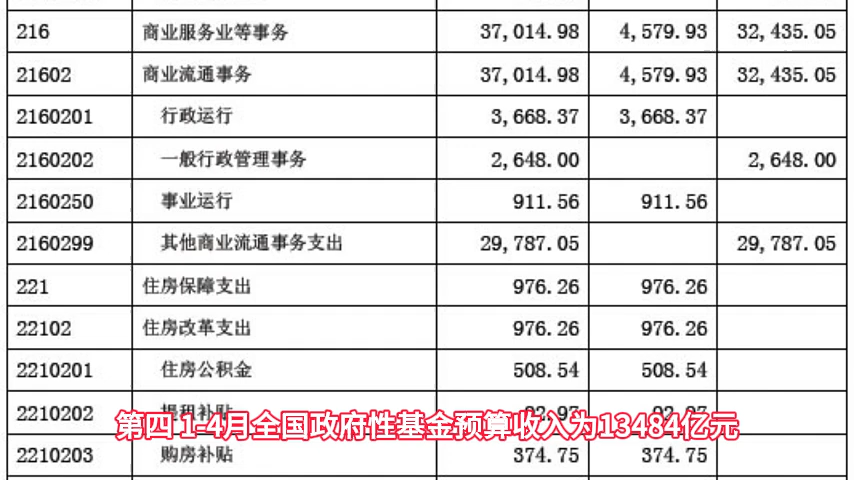 216 商业服务业等事务 37,014.98 4,579.93 32,435.05
21602 商业流通事务 37,014.98 4,579.93 32,435.05
2160201 行政运行 3,668.37 3,668.37
2160202 一般行政管理事务 2,648.00 2,648.00
2160250 事业运行 911.56 911.56
2160299 其他商业流通事务支出 29,787.05 29,787.05
221 住房保障支出 976.26 976.26
22102 住房改革支出 976.26 976.26
2210201 住房公积金 508.54 508.54
2210202 提租补贴 92.97 92.97
第四 1-4月全国政府性基金预算收入为13484亿元
2210203 购房补贴 374.75 374.75